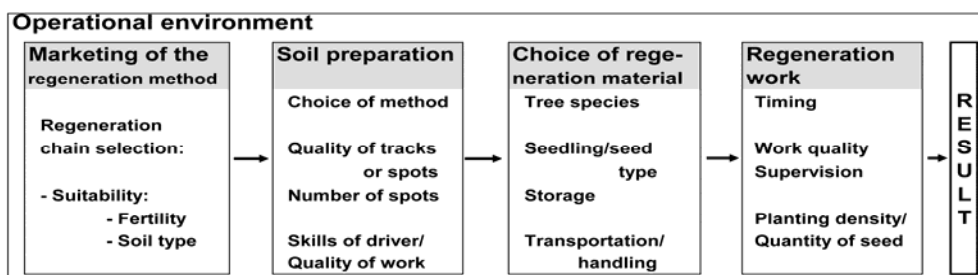 Operational environment
Marketing of the
regeneration method
Regeneration
chain selection:
- Suitability:
- Fertility
- Soil type
Soil preparation
Choice of method
Quality of tracks
or spots
Number of spots
Skills of driver/
Quality of work
Choice of rege-
neration material
Tree species
Seedling/seed
type
Storage
Transportation/
handling
Regeneration
work
Timing
Work quality
Supervision
Planting density/
Quantity of seed
RESULT